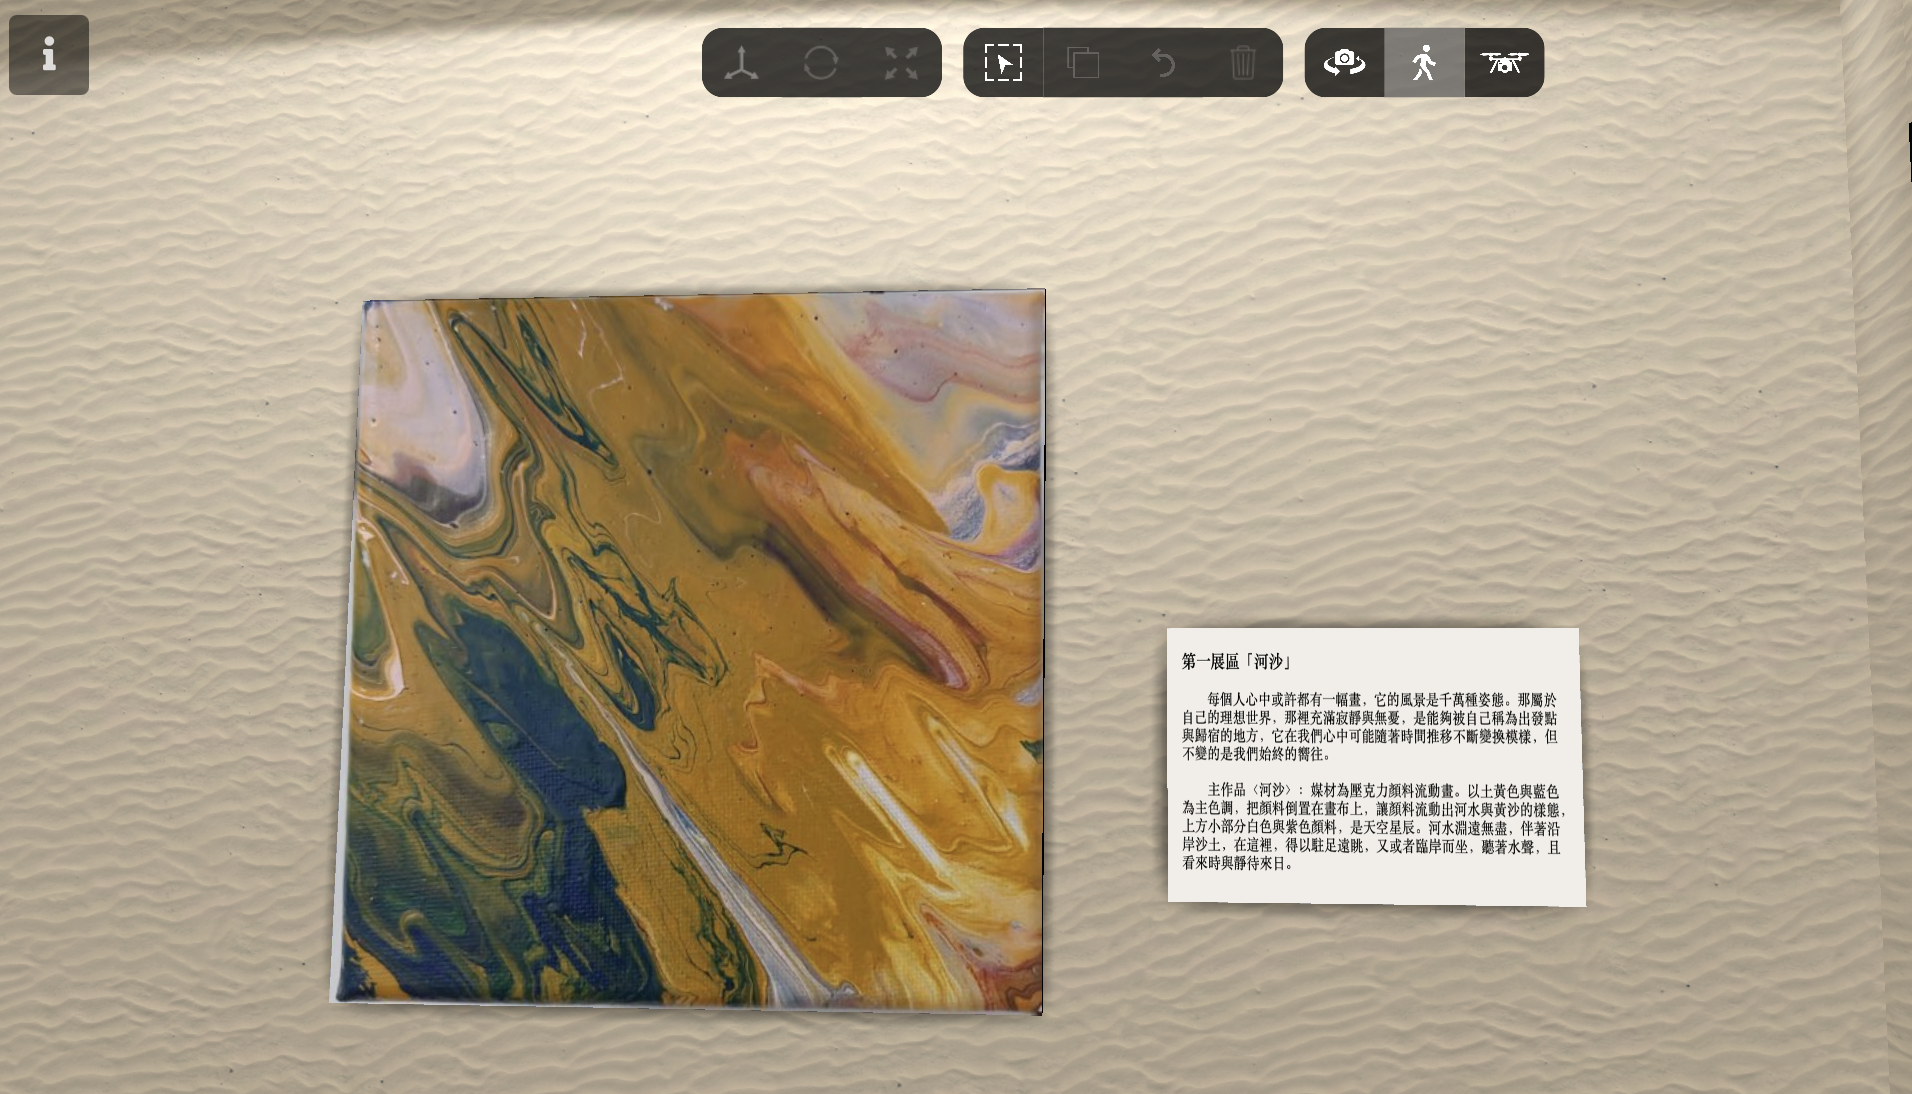 第一展區「河沙」
每個人心中或許都有一幅畫，它的風景是千萬種姿態。那屬於
自己的理想世界，那裡充滿寂靜與無憂，是能夠被自己稱為出發點
與歸宿的地方，它在我們心中可能隨著時間推移不斷變換模樣，但
不變的是我們始終的嚮往。
主作品〈河沙〉：媒材為壓克力顏料流動畫。以土黃色與藍色
為主色調，把顏料倒置在畫布上，讓顏料流動出河水與黃沙的樣態，
上方小部分白色與紫色顏料，是天空星辰。河水淵遠無盡，伴著沿
岸沙土，在這裡，得以駐足遠眺，又或者臨岸而坐，聽著水聲，且
看來時與靜待來日。